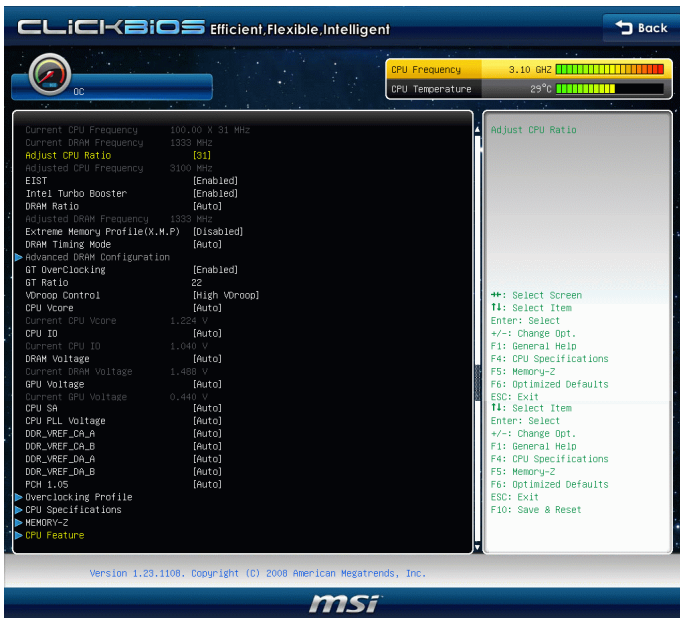 CLiCKBIOS Efficient,Flexible,Intelligent
Back
OC
CPU Frequency 3.10 GHZ
CPU Temperature 29°C
Current CPU Frequency 100.00 X 31 MHz
Current DRAM Frequency 1333 MHz
Adjust CPU Ratio [31]
Adjusted CPU Frequency 3100 MHz
EIST [Enabled]
Intel Turbo Booster [Enabled]
DRAM Ratio [Auto]
Adjusted DRAM Frequency 1333 MHz
Extreme Memory Profile(X.M.P) [Disabled]
DRAM Timing Mode [Auto]
Advanced DRAM Configuration
GT OverClocking [Enabled]
GT Ratio 22
VDroop Control [High VDroop]
CPU Vcore [Auto]
Current CPU Vcore 1.224 V
CPU IO [Auto]
Current CPU IO 1.040 V
DRAM Voltage [Auto]
Current DRAM Voltage 1.488 V
GPU Voltage [Auto]
Current GPU Voltage 0.440 V
CPU SA [Auto]
CPU PLL Voltage [Auto]
DDR_VREF_CA_A [Auto]
DDR_VREF_CA_B [Auto]
DDR_VREF_DA_A [Auto]
DDR_VREF_DA_B [Auto]
PCH 1.05 [Auto]
Overclocking Profile
CPU Specifications
MEMORY-Z
CPU Feature
Adjust CPU Ratio
→←: Select Screen
↑↓: Select Item
Enter: Select
+/-: Change Opt.
F1: General Help
F4: CPU Specifications
F5: Memory-Z
F6: Optimized Defaults
ESC: Exit
↑↓: Select Item
Enter: Select
+/-: Change Opt.
F1: General Help
F4: CPU Specifications
F5: Memory-Z
F6: Optimized Defaults
ESC: Exit
F10: Save & Reset
Version 1.23.1108. Copyright (C) 2008 American Megatrends, Inc.
msi